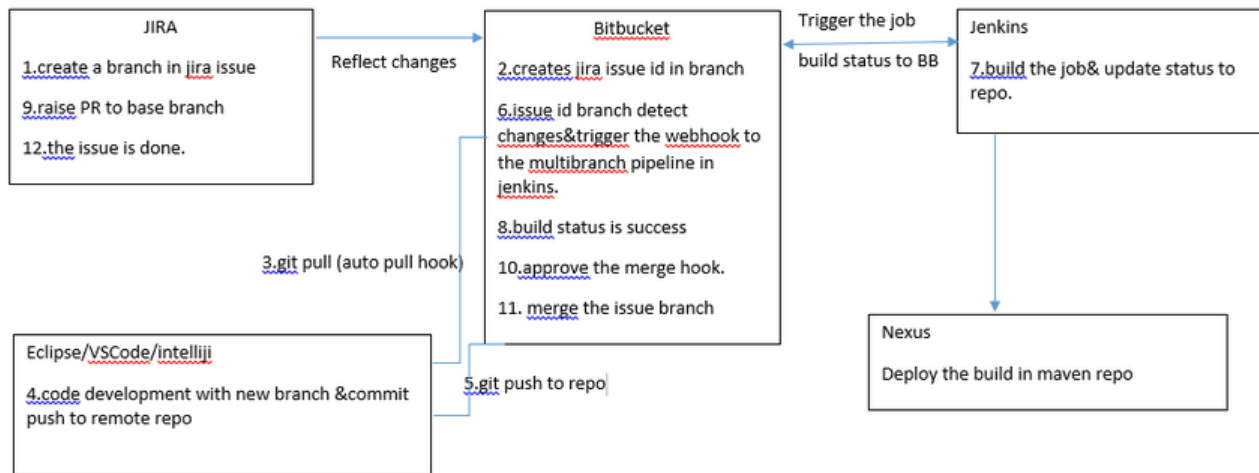 JIRA
1.create a branch in jira issue
9.raise PR to base branch
12.the issue is done.
Reflect changes
Bitbucket
2.creates jira issue id in branch
6.issue id branch detect
changes&trigger the webhook to
the multibranch pipeline in
jenkins.
8.build status is success
10.approve the merge hook.
11. merge the issue branch
Trigger the job
build status to BB
Jenkins
7.build the job& update status to
repo.
3.git pull (auto pull hook)
Eclipse/VSCode/intelliji
4.code development with new branch &commit
push to remote repo
5.git push to repo
Nexus
Deploy the build in maven repo